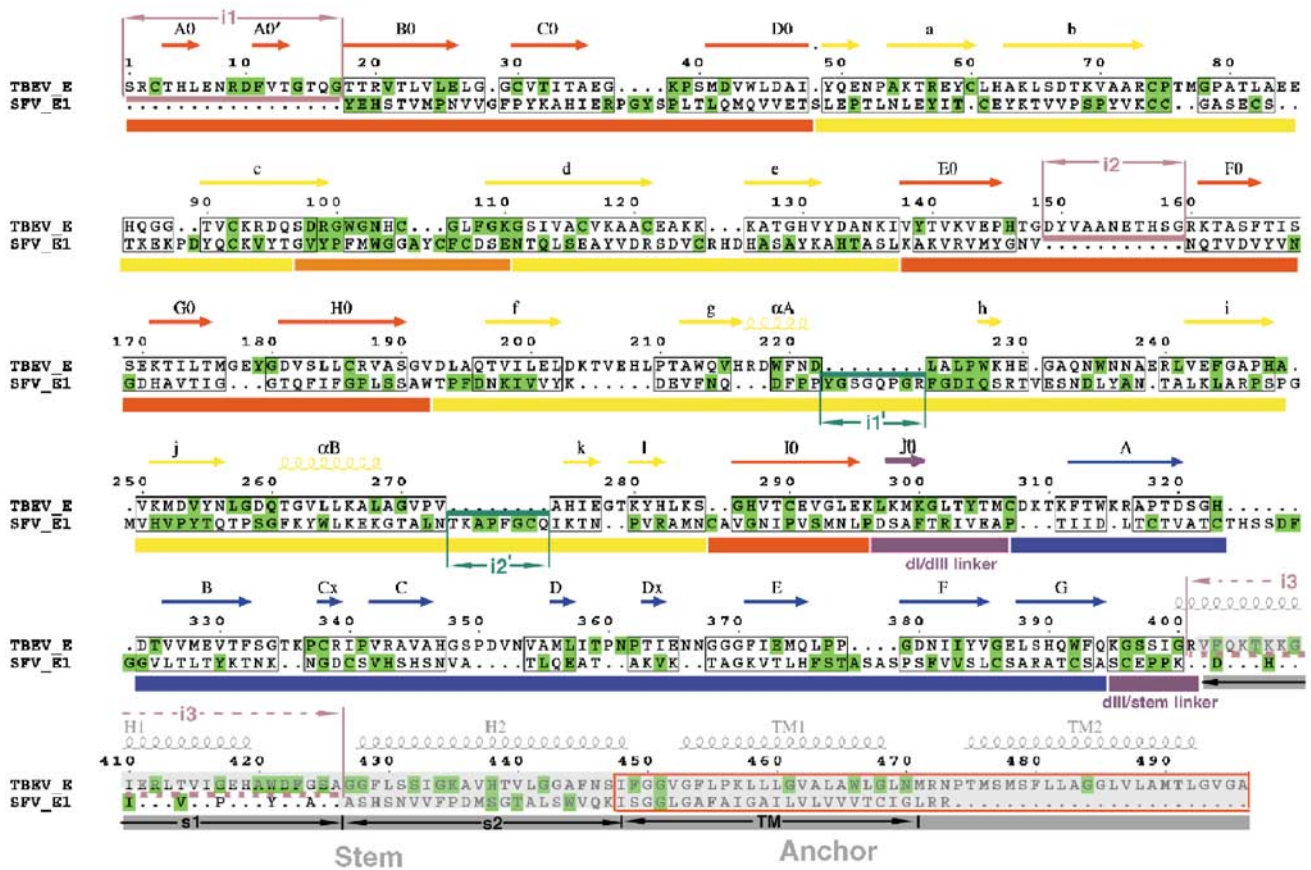 i1 i2 i1' i2' i3
A0 A0' B0 C0 D0 a b
1 10 20 30 40 50 60 70 80
TBEV_E SRCTHLENRDFVTGTQGTTRVTLVLELG.GCVTITAEG....KPSMDVWLDAI.YQENPAKTREYCLHAKLSDTKVAARCPTMGPATLAEE
SFV_E1 .................YEHSTVMPNVVGFPYKAHIERPGYSPLTLQMQVVETSLEPTLNLEYIT.CEYKTVVPSPYVKCC..GASECS..
c d e E0 F0
90 100 110 120 130 140 150 160
TBEV_E HQGG..TVCKRDQSDRGWGNHC...GLFGKGSIVACVKAACEAKK....KATGHVYDANKIVYTVKVEPHTGDYVAANETHSGRKTASFTIS
SFV_E1 TKEKPDYQCKVYTGVYPFMWGGAYCFCDSENTQLSEAYVDRSDVCRHDHASAYKAHTASLKAKVRVMYGNV...........NQTVDVYVN
G0 H0 f g αA h i
170 180 190 200 210 220 230 240
TBEV_E SEKTILTMGEYGDVSLLCRVASGVDLAQTVILELDKTVEHLPTAWQVHRDWFND........LALPWKHE.GAQNWNNAERLVEFGAPHA.
SFV_E1 GDHAVTIG...GTQFIFGPLSSAWTPFDNKIVVYK.....DEVFNQ..DFPPYGSGQPGRFGDIQSRTVESNDLYAN.TALKLARPSPG
j αB k l I0 J0 A
250 260 270 280 290 300 310 320
TBEV_E VKMDVYNLGDQTGVLLKALAGVPV........AHIEGTKYHLKS..GHVTCEVGLEKLKMKGLTYTMCDKTKFTWKRAPTDSGH....
SFV_E1 MVHVPYTQTPSGFKYWLKEKGTALNTKAPFGCQIKTN..PVRAMNCAVGNIPVSMNLPDSAFTRIVEAP...TIID.LTCTVATCTHSSDF
dI/dIII linker
B Cx C D Dx E F G
330 340 350 360 370 380 390 400
TBEV_E .DTVVMEVTFSGTKPCRIPVRAVAHGSPDVNVAMLITPNPTIENNGGGFIEMQLPP....GDNIIYVGELSHQWFQKGSSIGRVFQKTKKG
SFV_E1 GGVLTLTYKTNK..NGDCSVHSHSNVA....TLQEAT..AKVK..TAGKVTLHFSTASASPSFVVSLCSARATCSASCEPPK..D...H..
dIII/stem linker
i3
H1 H2 TM1 TM2
410 420 430 440 450 460 470 480 490
TBEV_E IERLTVIGEHAWDFGSAGGFLSSIGKAVHTVLGGAFNSIFGGVGFLPKLLLGVALAWLGLNMRNPTMSMSFLLAGGLVLAMTLGVGA
SFV_E1 I...V..P...Y..A.ASHSNVVFPDMSGTALSWVQKISGGLGAFAIGAILVLVVVTCIGLRR........................
s1 s2 TM
Stem Anchor